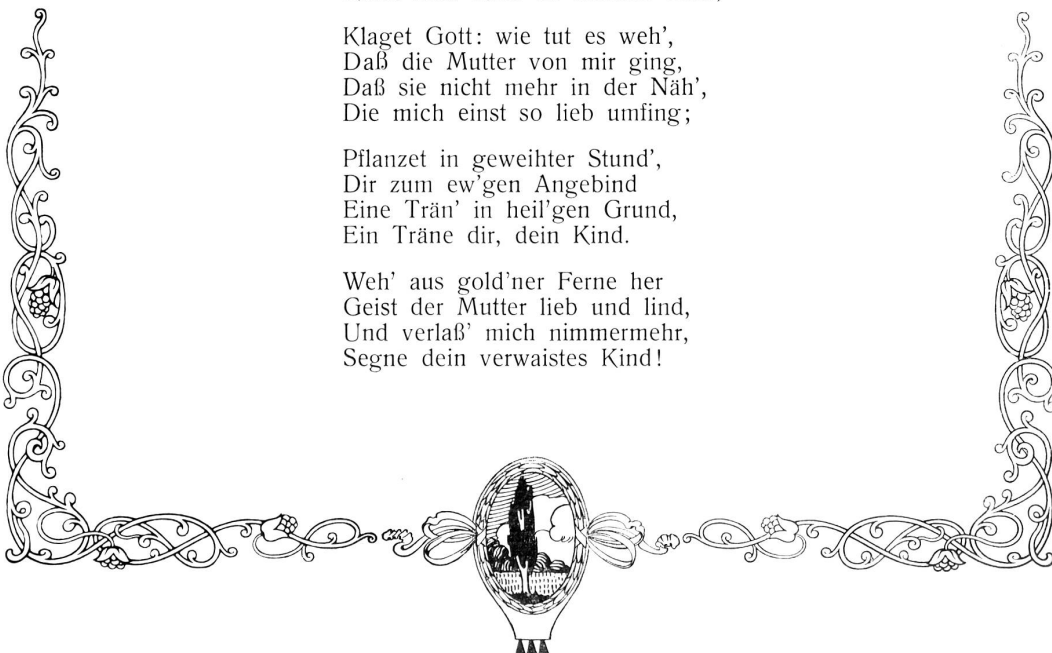 Klaget Gott: wie tut es weh',
Daß die Mutter von mir ging,
Daß sie nicht mehr in der Näh',
Die mich einst so lieb umfing;
Pflanzet in geweihter Stund',
Dir zum ew'gen Angebind
Eine Trän' in heil'gen Grund,
Ein Träne dir, dein Kind.
Weh' aus gold'ner Ferne her
Geist der Mutter lieb und lind,
Und verlaß' mich nimmermehr,
Segne dein verwaistes Kind!